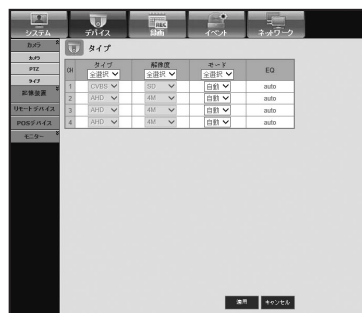 システム デバイス 録画 イベント ネットワーク
REC
カメラ
カメラ
PTZ
タイプ
記録装置
リモートデバイス
POSデバイス
モニター
タイプ
CH タイプ 解像度 モード EQ
全選択 全選択 全選択
1 CVBS SD 自動 auto
2 AHD 4M 自動 auto
3 AHD 4M 自動 auto
4 AHD 4M 自動 auto
適用 キャンセル